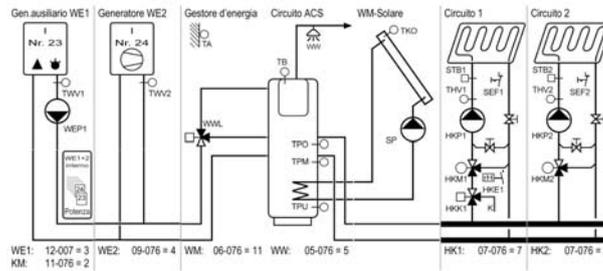 Gen.ausiliario WE1 Generatore WE2 Gestore d'energia Circuito ACS WM-Solare Circuito 1 Circuito 2
I
Nr. 23
I
Nr. 24
TA
WW
TKO
TB
STB1
SEF1
STB2
SEF2
TWV1
TWV2
THV1
THV2
WEP1
WWL
SP
HKP1
HKP2
TPO
TPM
WE1+2
interno
24
23
Potenza
HKM1
HKE1
HKM2
TPU
HKK1
K
WE1: 12-007 = 3 WE2: 09-076 = 4 WM: 06-076 = 11 WW: 05-076 = 5 HK1: 07-076 = 7 HK2: 07-076 =
KM: 11-076 = 2